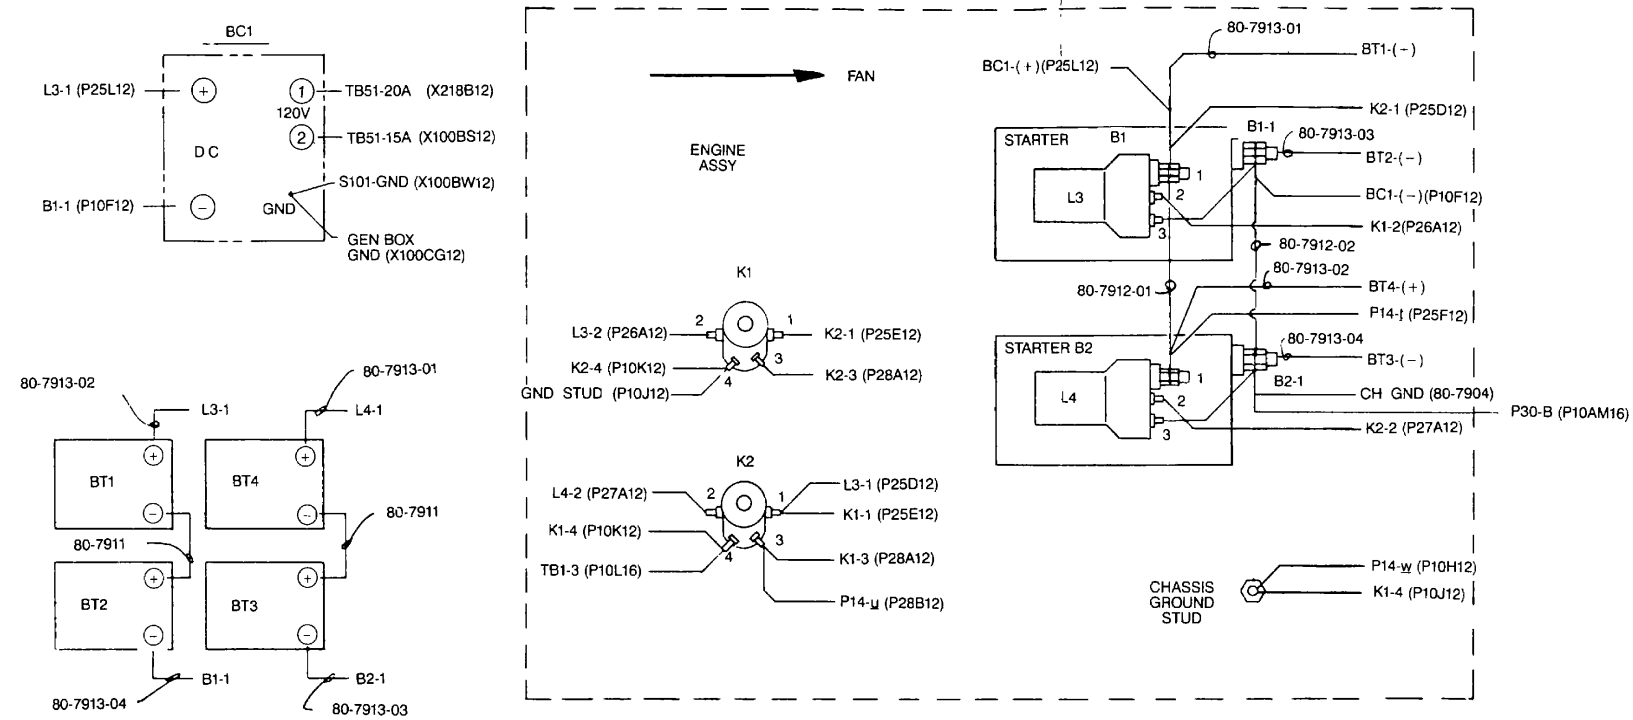 BC1
L3-1 (P25L12)
+
1
TB51-20A (X218B12)
120V
2
TB51-15A (X100BS12)
DC
S101-GND (X100BW12)
B1-1 (P10F12)
−
GND
GEN BOX
GND (X100CG12)
80-7913-02
80-7913-01
L3-1
L4-1
+
+
BT1
BT4
−
−
80-7911
80-7911
+
+
BT2
BT3
−
−
B1-1
B2-1
80-7913-04
80-7913-03
FAN
ENGINE
ASSY
K1
2
1
L3-2 (P26A12)
K2-1 (P25E12)
K2-4 (P10K12)
3
4
K2-3 (P28A12)
GND STUD (P10J12)
K2
2
1
L4-2 (P27A12)
L3-1 (P25D12)
K1-1 (P25E12)
K1-4 (P10K12)
3
4
K1-3 (P28A12)
TB1-3 (P10L16)
P14-u (P28B12)
80-7913-01
BT1-(+)
BC1-(+)(P25L12)
K2-1 (P25D12)
STARTER B1
B1-1
80-7913-03
BT2-(−)
1
L3
2
BC1-(−)(P10F12)
3
K1-2(P26A12)
80-7912-02
80-7913-02
80-7912-01
BT4-(+)
P14-t (P25F12)
STARTER B2
80-7913-04
BT3-(−)
1
B2-1
L4
2
CH GND (80-7904)
P30-B (P10AM16)
3
K2-2 (P27A12)
CHASSIS
GROUND
STUD
P14-w (P10H12)
K1-4 (P10J12)